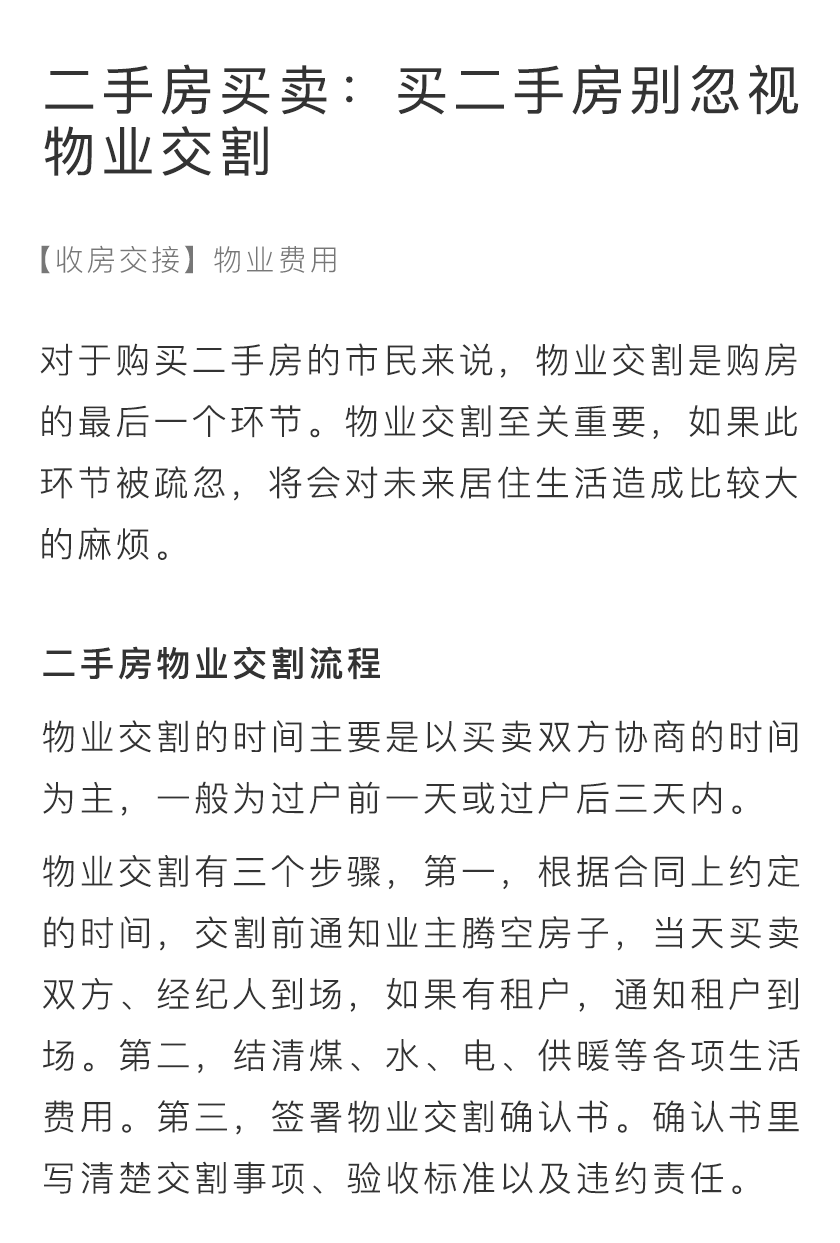 二手房买卖：买二手房别忽视
物业交割
【收房交接】物业费用
对于购买二手房的市民来说，物业交割是购房
的最后一个环节。物业交割至关重要，如果此
环节被疏忽，将会对未来居住生活造成比较大
的麻烦。
二手房物业交割流程
物业交割的时间主要是以买卖双方协商的时间
为主，一般为过户前一天或过户后三天内。
物业交割有三个步骤，第一，根据合同上约定
的时间，交割前通知业主腾空房子，当天买卖
双方、经纪人到场，如果有租户，通知租户到
场。第二，结清煤、水、电、供暖等各项生活
费用。第三，签署物业交割确认书。确认书里
写清楚交割事项、验收标准以及违约责任。